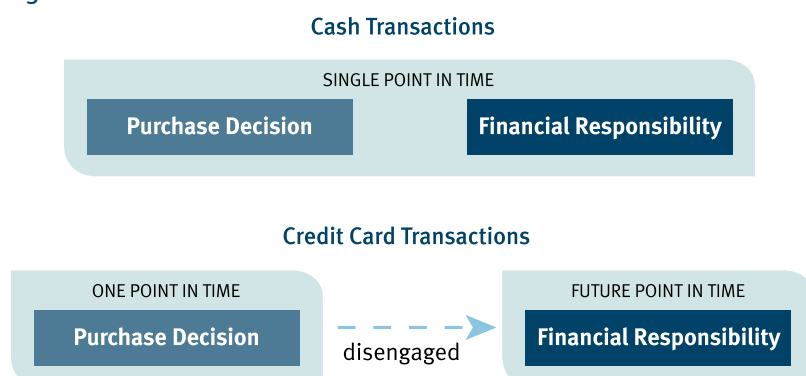 Cash Transactions
SINGLE POINT IN TIME
Purchase Decision
Financial Responsibility
Credit Card Transactions
ONE POINT IN TIME
Purchase Decision
disengaged
FUTURE POINT IN TIME
Financial Responsibility